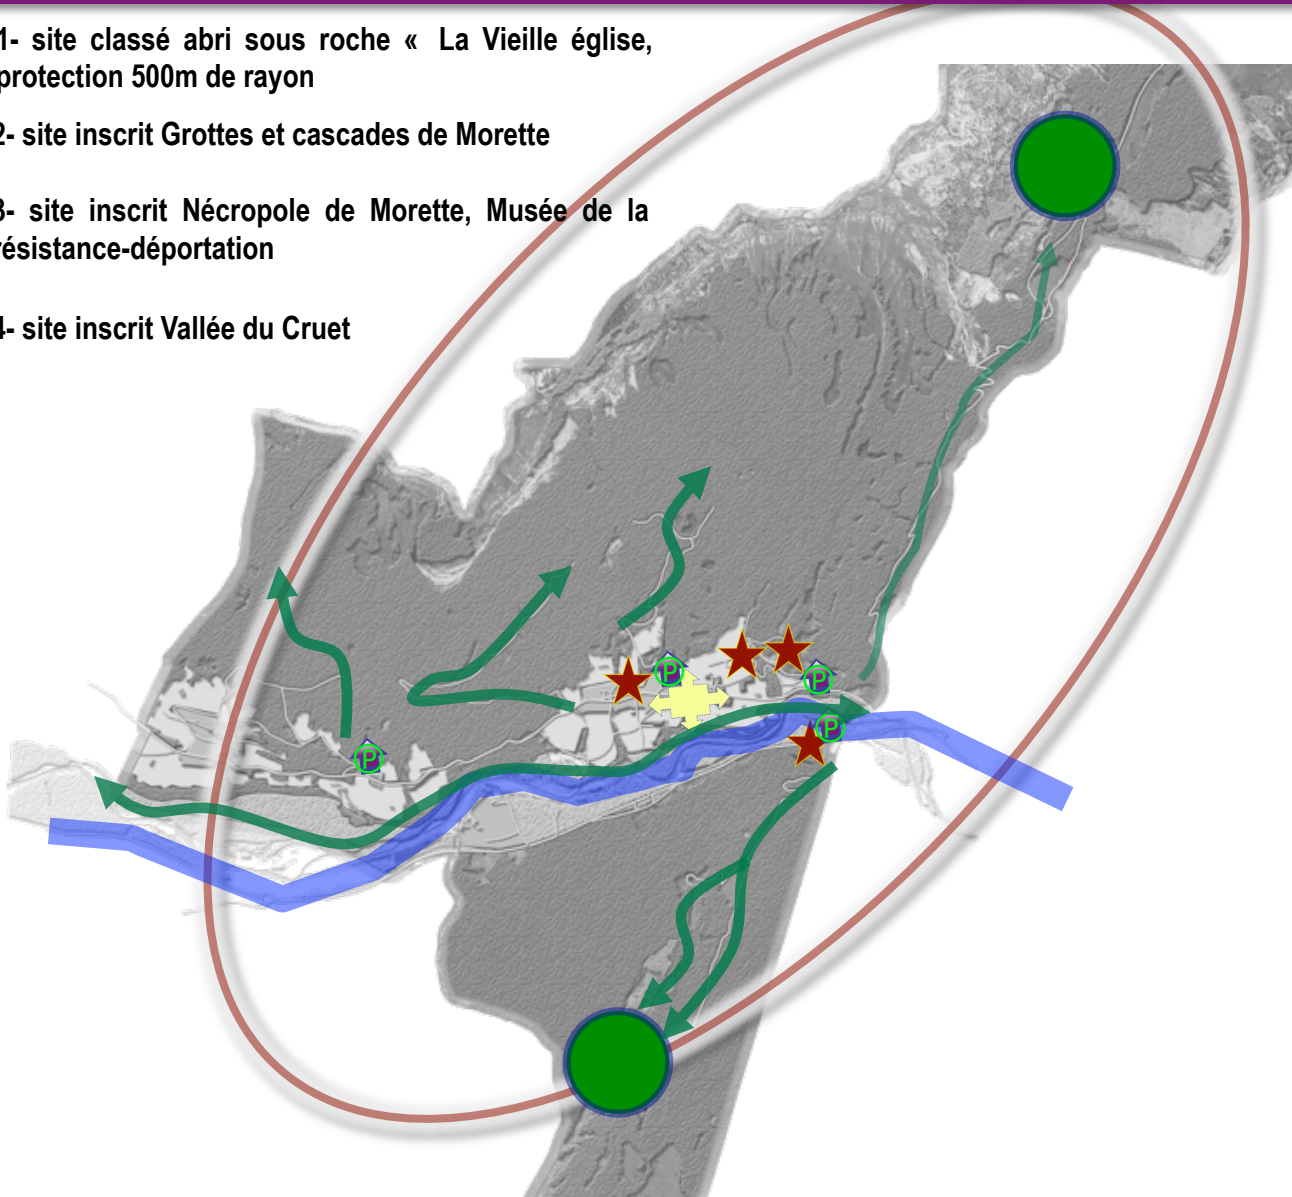 1- site classé abri sous roche « La Vieille église,
protection 500m de rayon
2- site inscrit Grottes et cascades de Morette
3- site inscrit Nécropole de Morette, Musée de la
résistance-déportation
4- site inscrit Vallée du Cruet
P
P
P
P